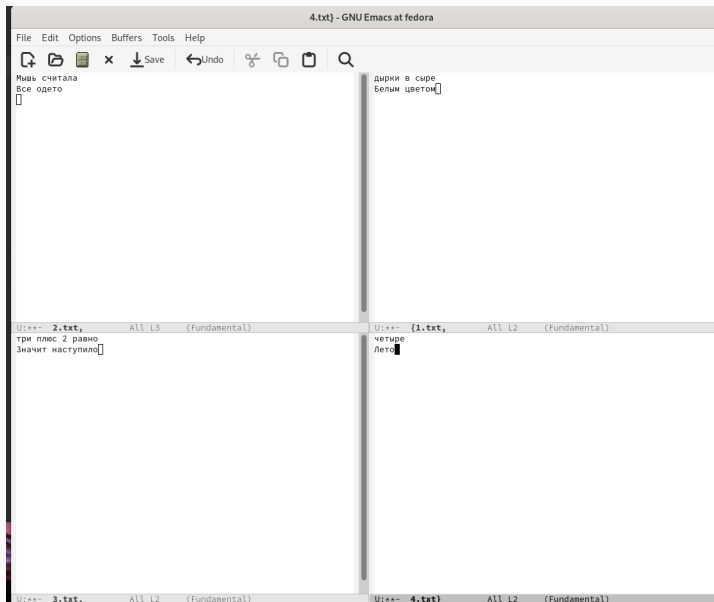 4.txt} - GNU Emacs at fedora
File Edit Options Buffers Tools Help
Save Undo
Мышь считала
Все одето
дырки в сыре
Белым цветом
U:**- 2.txt, All L3 (Fundamental)
U:**- {1.txt, All L2 (Fundamental)
три плюс 2 равно
Значит наступило
четыре
Лето
U:**- 3.txt, All L2 (Fundamental)
U:**- 4.txt} All L2 (Fundamental)